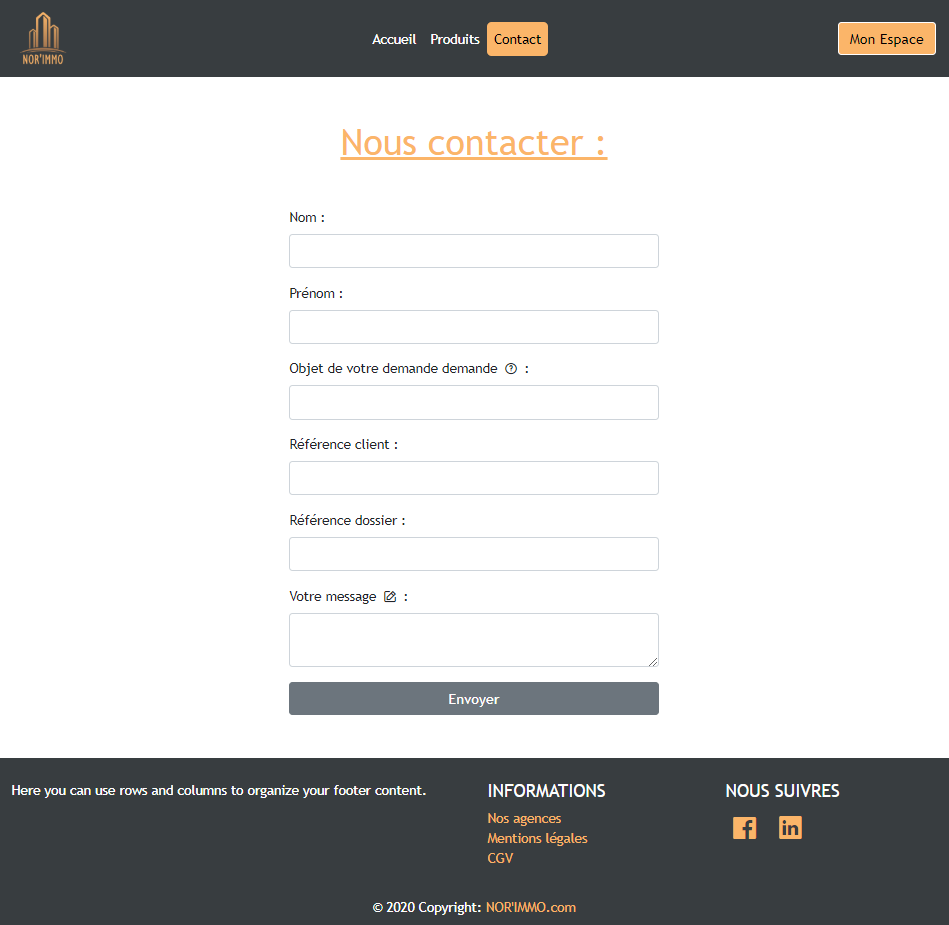 NOR'IMMO
Accueil Produits Contact
Mon Espace
Nous contacter :
Nom :
Prénom :
Objet de votre demande demande ? :
Référence client :
Référence dossier :
Votre message :
Envoyer
Here you can use rows and columns to organize your footer content.
INFORMATIONS
Nos agences
Mentions légales
CGV
NOUS SUIVRES
© 2020 Copyright: NOR'IMMO.com